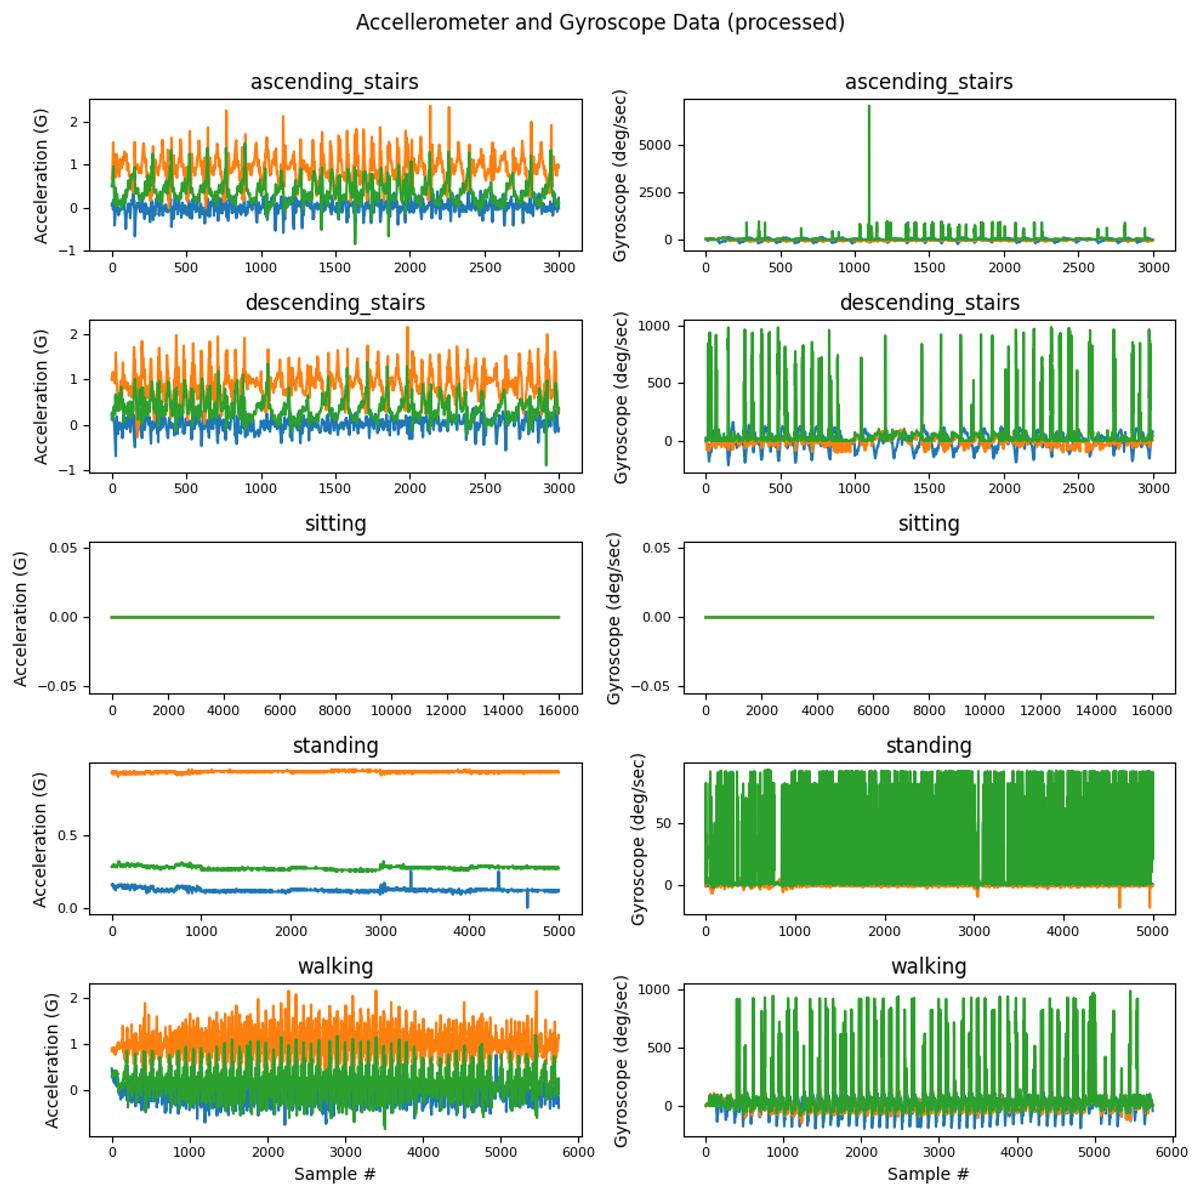 Accellerometer and Gyroscope Data (processed)
ascending_stairs
Acceleration (G)
2
1
0
−1
0 500 1000 1500 2000 2500 3000
ascending_stairs
Gyroscope (deg/sec)
5000
2500
0
0 500 1000 1500 2000 2500 3000
descending_stairs
Acceleration (G)
2
1
0
−1
0 500 1000 1500 2000 2500 3000
descending_stairs
Gyroscope (deg/sec)
1000
500
0
0 500 1000 1500 2000 2500 3000
sitting
Acceleration (G)
0.05
0.00
−0.05
0 2000 4000 6000 8000 10000 12000 14000 16000
sitting
Gyroscope (deg/sec)
0.05
0.00
−0.05
0 2000 4000 6000 8000 10000 12000 14000 16000
standing
Acceleration (G)
0.5
0.0
0 1000 2000 3000 4000 5000
standing
Gyroscope (deg/sec)
50
0
0 1000 2000 3000 4000 5000
walking
Acceleration (G)
2
1
0
0 1000 2000 3000 4000 5000 6000
Sample #
walking
Gyroscope (deg/sec)
1000
500
0
0 1000 2000 3000 4000 5000 6000
Sample #